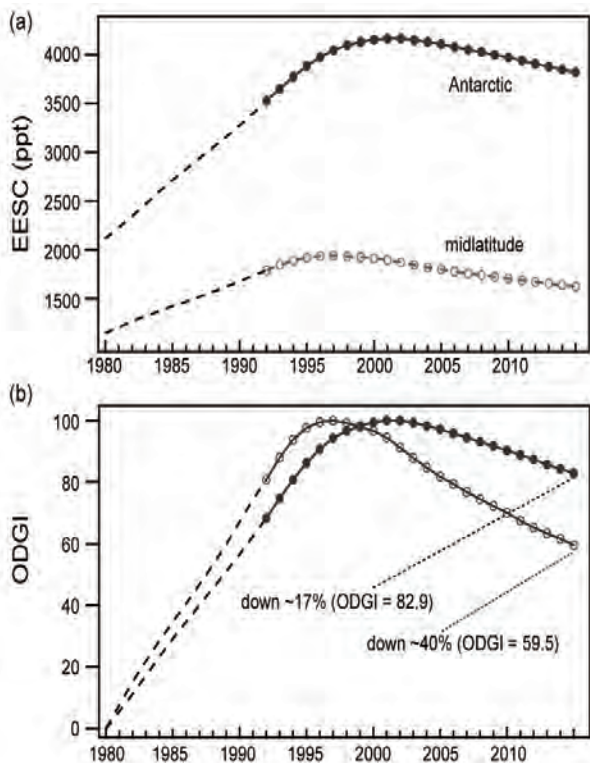 (a)
4000
Antarctic
3500
EESC (ppt)
3000
2500
midlatitude
2000
1500
1980 1985 1990 1995 2000 2005 2010
(b)
100
80
60
ODGI
down ~17% (ODGI = 82.9)
40
down ~40% (ODGI = 59.5)
20
0
1980 1985 1990 1995 2000 2005 2010